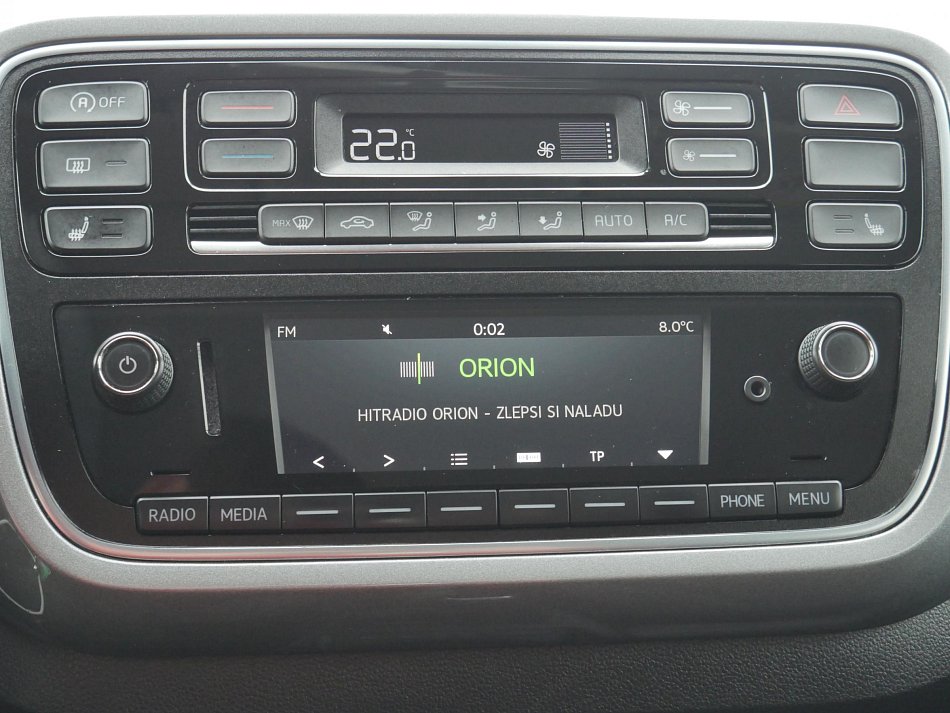 A OFF
22.0 °C
MAX
AUTO
A/C
FM 0:02 8.0°C
ORION
HITRADIO ORION - ZLEPSI SI NALADU
< > TP
RADIO MEDIA PHONE MENU